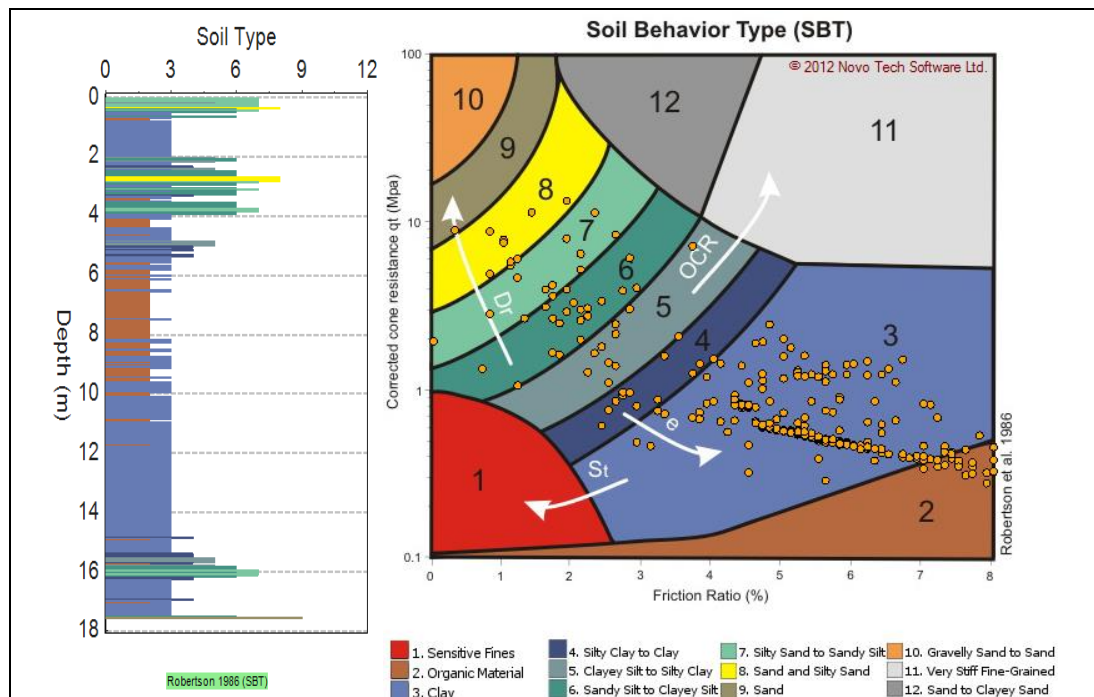 Soil Type
0 3 6 9 12
0
2
4
6
8
10
12
14
16
18
Depth (m)
Robertson 1986 (SBT)
Soil Behavior Type (SBT)
© 2012 Novo Tech Software Ltd.
100
10
1
0.1
Corrected cone resistance qt (Mpa)
10
9
8
7
6
5
4
3
2
1
12
11
Dr
OCR
e
St
0 1 2 3 4 5 6 7 8
Friction Ratio (%)
Robertson et al. 1986
1. Sensitive Fines
2. Organic Material
3. Clay
4. Silty Clay to Clay
5. Clayey Silt to Silty Clay
6. Sandy Silt to Clayey Silt
7. Silty Sand to Sandy Silt
8. Sand and Silty Sand
9. Sand
10. Gravelly Sand to Sand
11. Very Stiff Fine-Grained
12. Sand to Clayey Sand